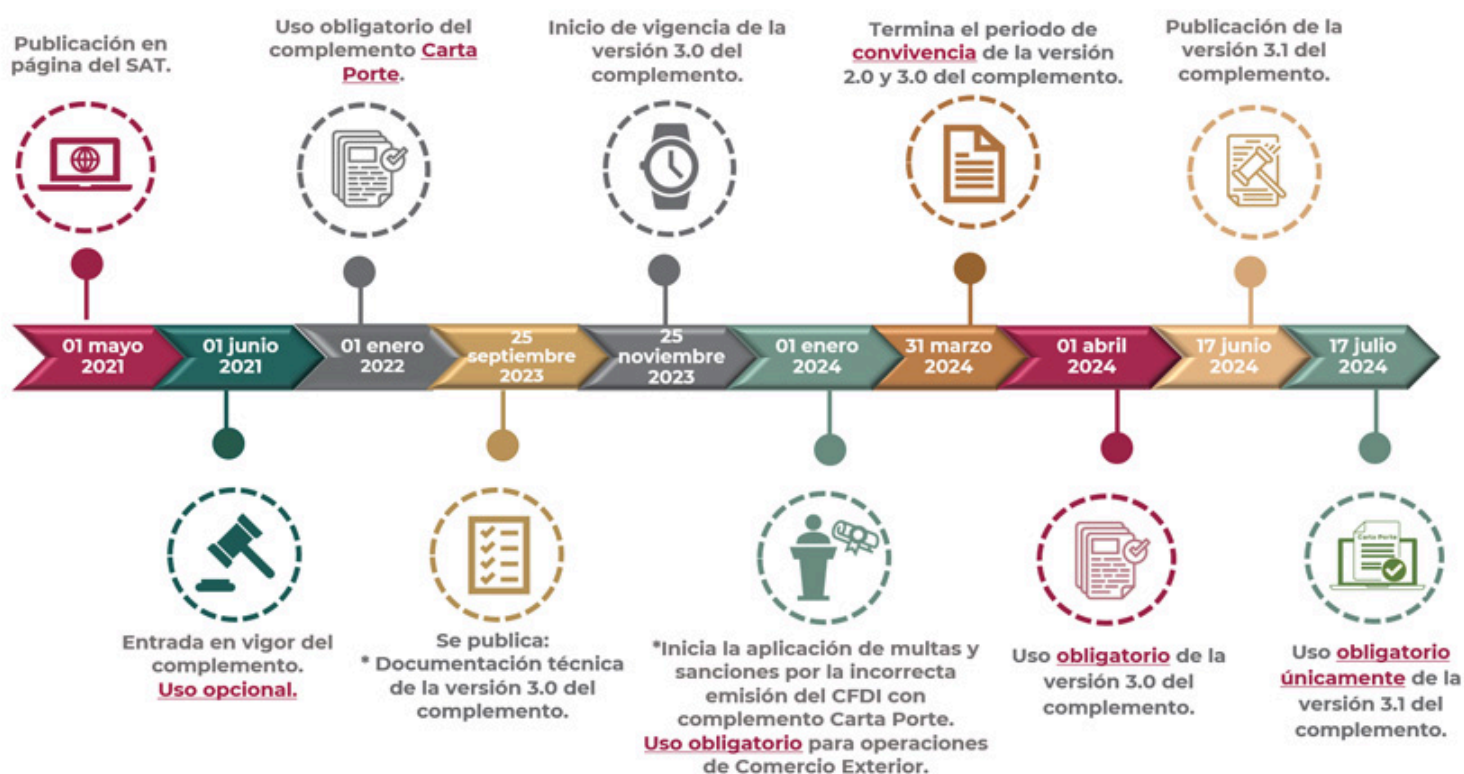 Publicación en
página del SAT.
Uso obligatorio del
complemento Carta
Porte.
Inicio de vigencia de la
versión 3.0 del
complemento.
Termina el periodo de
convivencia de la versión
2.0 y 3.0 del complemento.
Publicación de la
versión 3.1 del
complemento.
01 mayo
2021
01 junio
2021
01 enero
2022
25
septiembre
2023
25
noviembre
2023
01 enero
2024
31 marzo
2024
01 abril
2024
17 junio
2024
17 julio
2024
Carta Porte
Entrada en vigor del
complemento.
Uso opcional.
Se publica:
* Documentación técnica
de la versión 3.0 del
complemento.
*Inicia la aplicación de multas y
sanciones por la incorrecta
emisión del CFDI con
complemento Carta Porte.
Uso obligatorio para operaciones
de Comercio Exterior.
Uso obligatorio de la
versión 3.0 del
complemento.
Uso obligatorio
únicamente de la
versión 3.1 del
complemento.